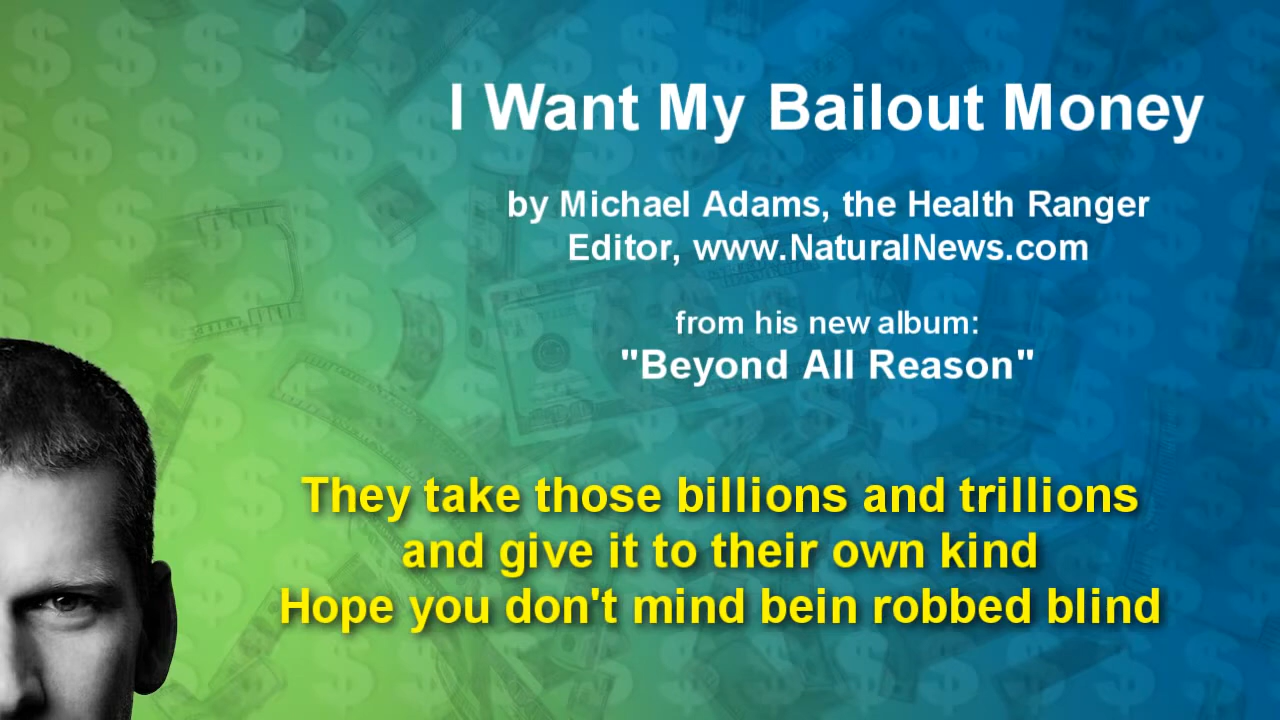 I Want My Bailout Money
by Michael Adams, the Health Ranger
Editor, www.NaturalNews.com
from his new album:
"Beyond All Reason"
They take those billions and trillions
and give it to their own kind
Hope you don't mind bein robbed blind